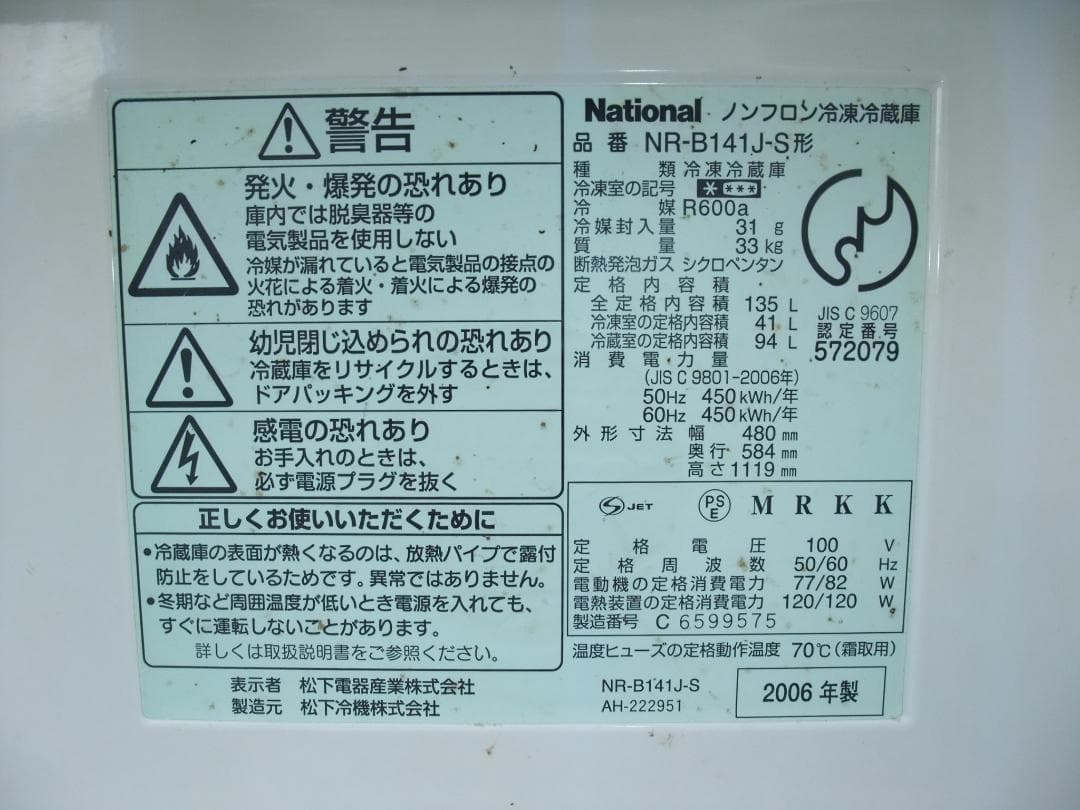 警告
発火・爆発の恐れあり
庫内では脱臭器等の
電気製品を使用しない
冷媒が漏れていると電気製品の接点の
火花による着火・着火による爆発の
恐れがあります
幼児閉じ込められの恐れあり
冷蔵庫をリサイクルするときは、
ドアパッキングを外す
感電の恐れあり
お手入れのときは、
必ず電源プラグを抜く
正しくお使いいただくために
・冷蔵庫の表面が熱くなるのは、放熱パイプで露付
防止をしているためです。異常ではありません。
・冬期など周囲温度が低いとき電源を入れても、
すぐに運転しないことがあります。
詳しくは取扱説明書をご参照ください。
表示者 松下電器産業株式会社
製造元 松下冷機株式会社
National ノンフロン冷凍冷蔵庫
品番 NR-B141J-S形
種類 冷凍冷蔵庫
冷凍室の記号 * ***
冷媒 R600a
冷媒封入量 31 g
質量 33 kg
断熱発泡ガス シクロペンタン
定格内容積
全定格内容積 135 L
冷凍室の定格内容積 41 L
冷蔵室の定格内容積 94 L
消費電力量
(JIS C 9801-2006年)
50Hz 450 kWh/年
60Hz 450 kWh/年
外形寸法 幅 480 mm
奥行 584 mm
高さ 1119 mm
JIS C 9607
認定番号
572079
S JET PSE M R K K
定格電圧 100 V
定格周波数 50/60 Hz
電動機の定格消費電力 77/82 W
電熱装置の定格消費電力 120/120 W
製造番号 C 6599575
温度ヒューズの定格動作温度 70℃(霜取用)
NR-B141J-S
AH-222951
2006年製